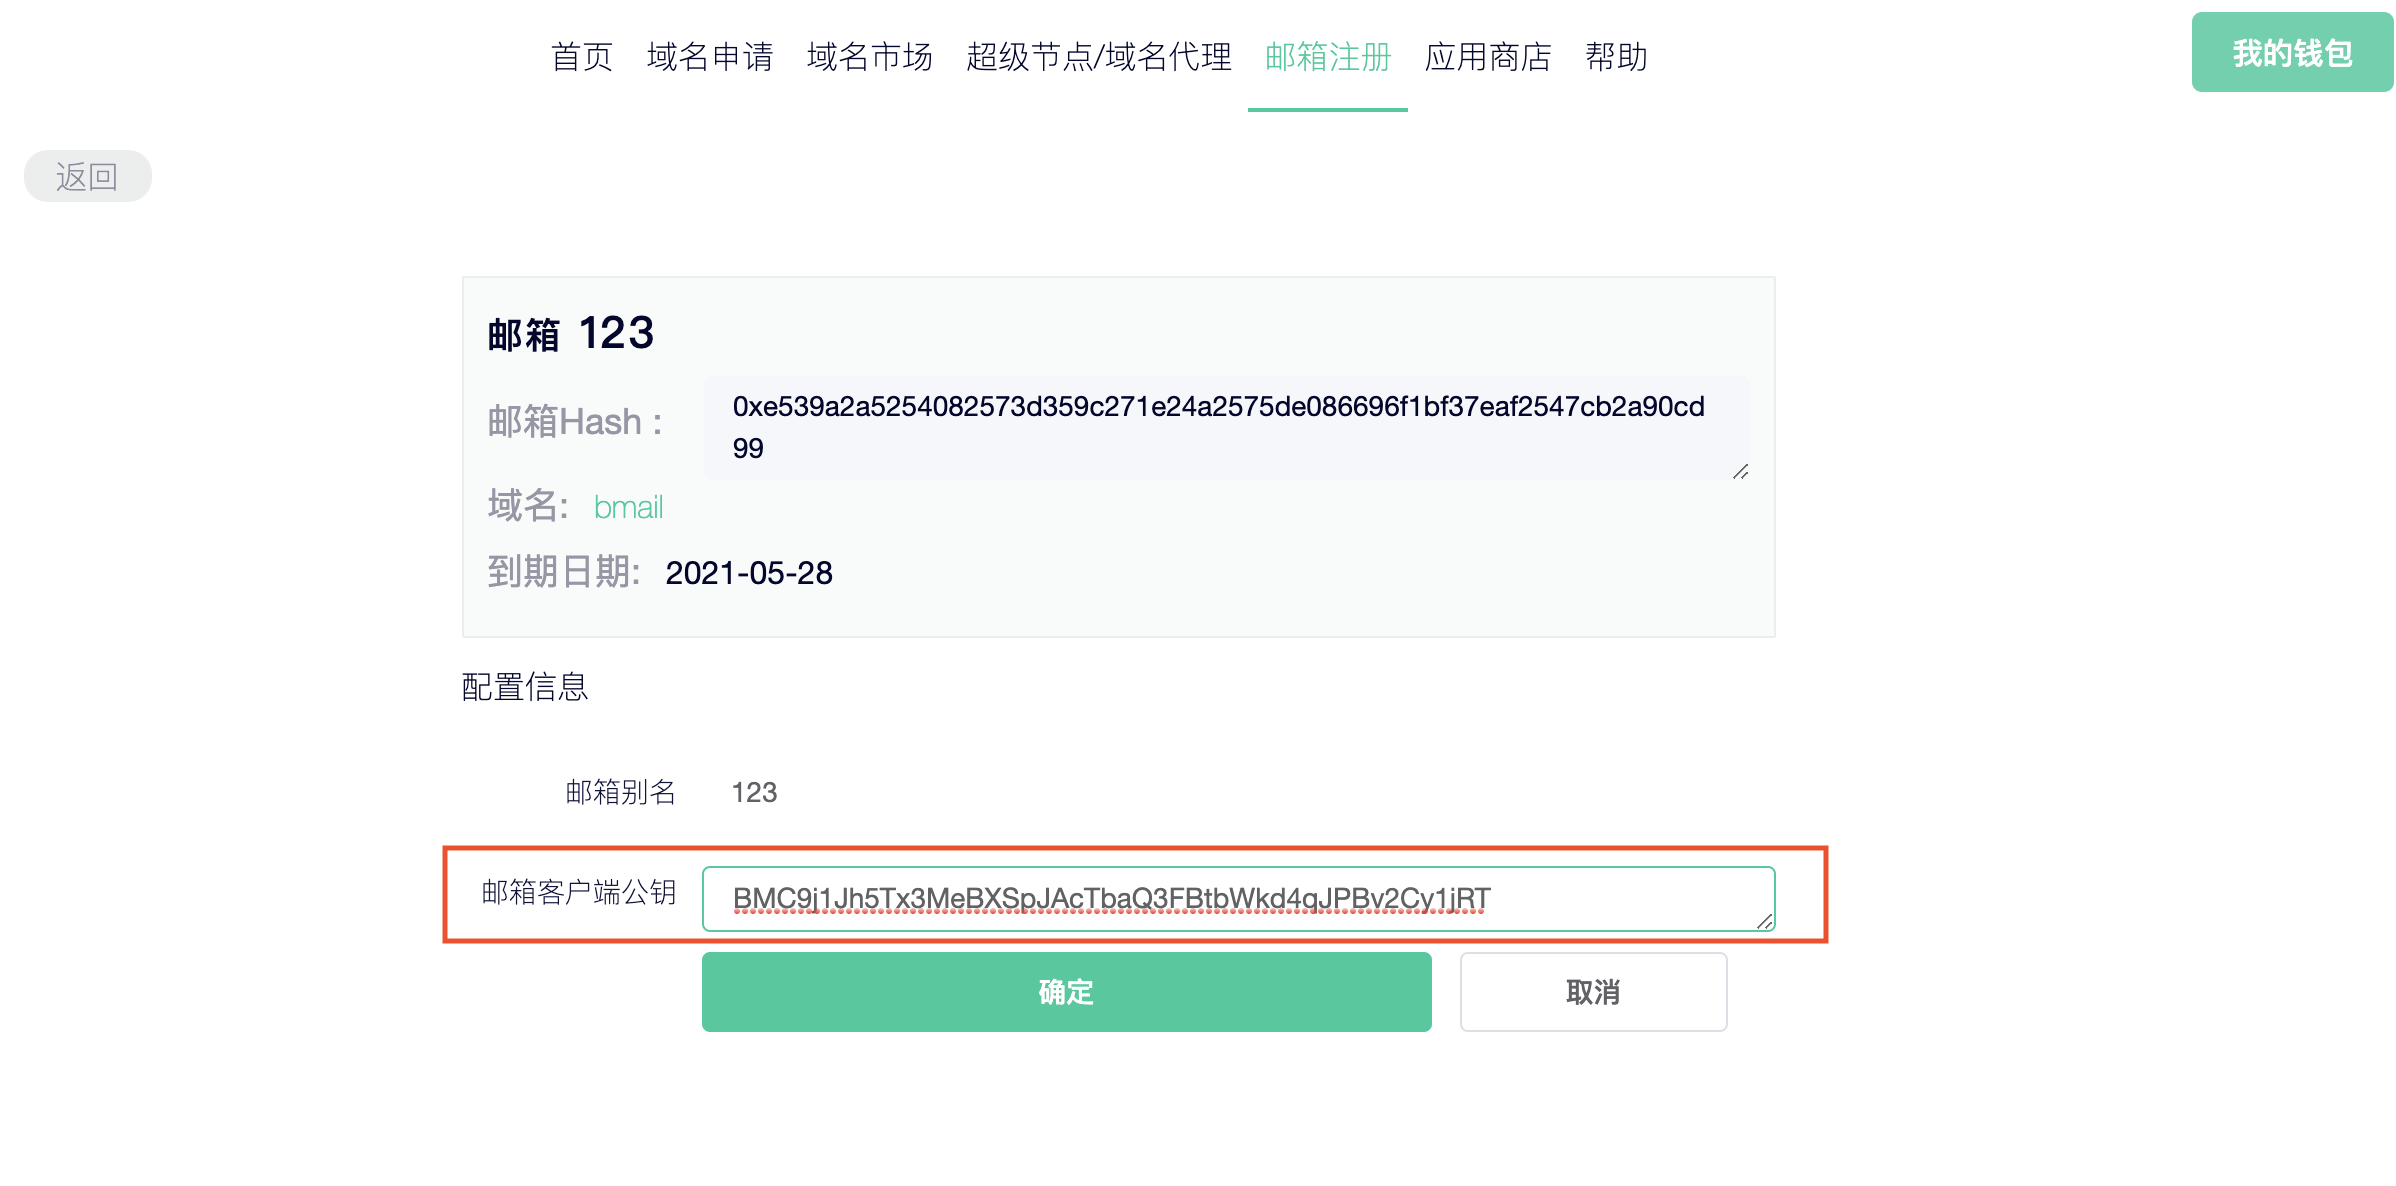 首页 域名申请 域名市场 超级节点/域名代理 邮箱注册 应用商店 帮助 我的钱包
返回
邮箱 123
邮箱Hash :
0xe539a2a5254082573d359c271e24a2575de086696f1bf37eaf2547cb2a90cd
99
域名: bmail
到期日期: 2021-05-28
配置信息
邮箱别名 123
邮箱客户端公钥 BMC9j1Jh5Tx3MeBXSpJAcTbaQ3FBtbWkd4qJPBv2Cy1jRT
确定 取消